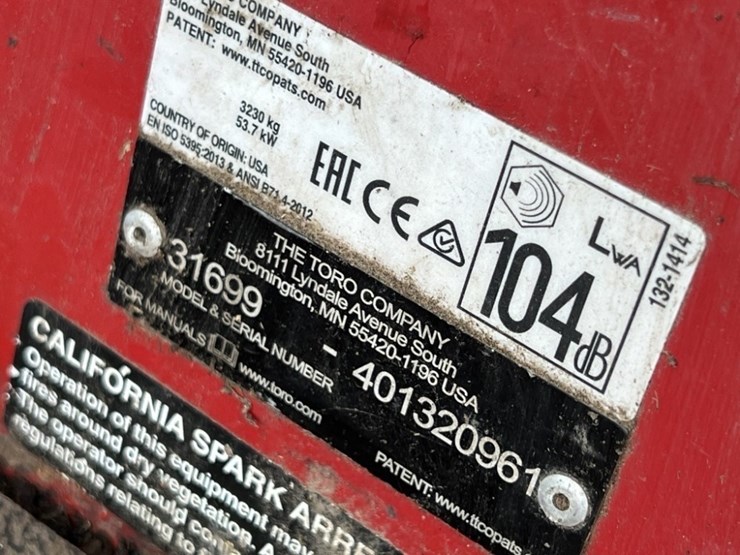 COMPANY
Lyndale Avenue South
Bloomington, MN 55420-1196 USA
PATENT: www.ttcopats.com
3230 kg
53.7 kW
COUNTRY OF ORIGIN: USA
EN ISO 5395:2013 & ANSI B71.4-2012
EAC CE
LWA
104 dB
132-1414
THE TORO COMPANY
8111 Lyndale Avenue South
Bloomington, MN 55420-1196 USA
31699 - 401320961
MODEL & SERIAL NUMBER
FOR MANUALS www.toro.com
PATENT: www.ttcopats.
CALIFORNIA SPARK ARRE
Operation of this equipment may
fires around dry vegetation. A
The operator should con
regulations relating to